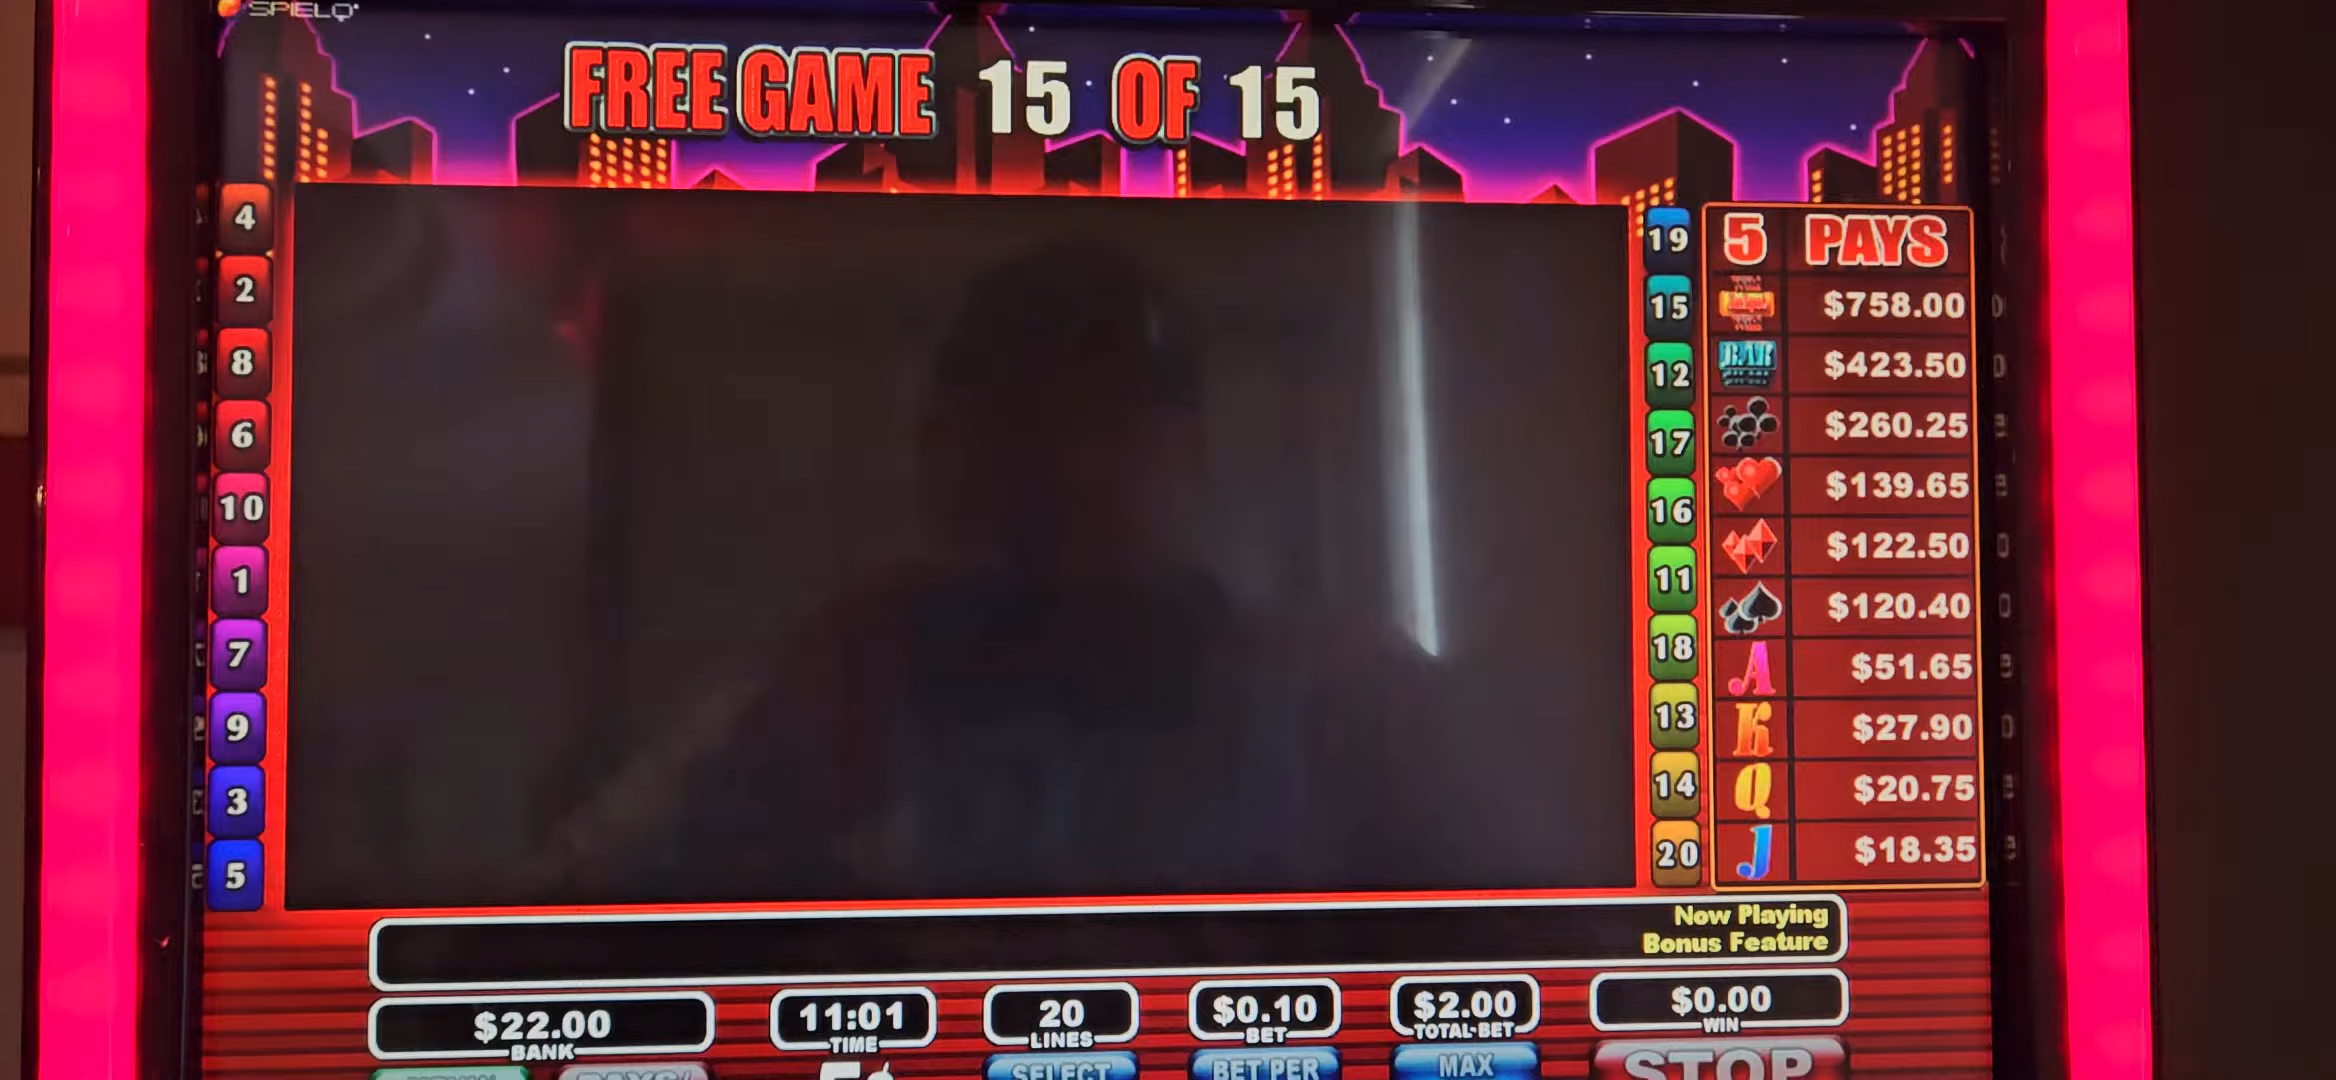 SPIELO
FREE GAME 15 OF 15
4
2
8
6
10
1
7
9
3
5
19
15
12
17
16
11
18
13
14
20
5 PAYS
$758.00
BAR $423.50
$260.25
$139.65
$122.50
$120.40
A $51.65
K $27.90
Q $20.75
J $18.35
Now Playing
Bonus Feature
$22.00
BANK
11:01
TIME
20
LINES
$0.10
BET
$2.00
TOTAL BET
$0.00
WIN
5¢
SELECT
BET PER
MAX
STOP